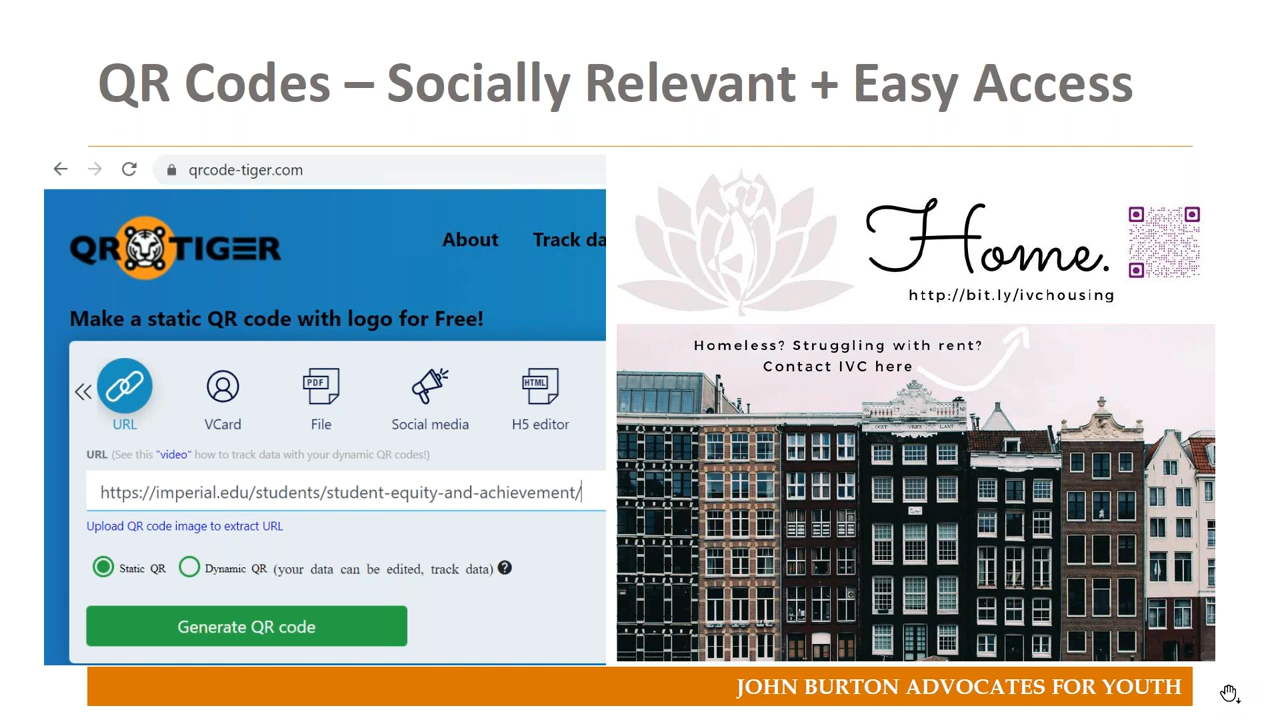 QR Codes – Socially Relevant + Easy Access
qrcode-tiger.com
QR TIGER
About Track da
Make a static QR code with logo for Free!
PDF
HTML
URL VCard File Social media H5 editor
URL (See this "video" how to track data with your dynamic QR codes!)
https://imperial.edu/students/student-equity-and-achievement/
Upload QR code image to extract URL
Static QR Dynamic QR (your data can be edited, track data) ?
Generate QR code
Home.
http://bit.ly/ivchousing
Homeless? Struggling with rent?
Contact IVC here
JOHN BURTON ADVOCATES FOR YOUTH